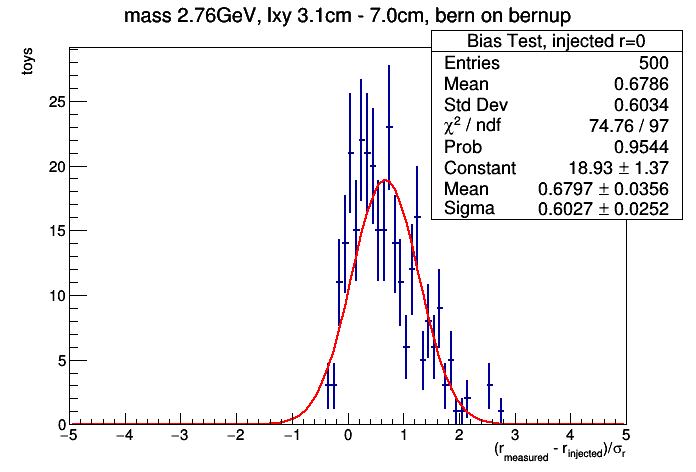 mass 2.76GeV, lxy 3.1cm - 7.0cm, bern on bernup
toys
Bias Test, injected r=0
Entries 500
Mean 0.6786
Std Dev 0.6034
χ² / ndf 74.76 / 97
Prob 0.9544
Constant 18.93 ± 1.37
Mean 0.6797 ± 0.0356
Sigma 0.6027 ± 0.0252
25
20
15
10
5
0
−5 −4 −3 −2 −1 0 1 2 3 4 5
(r_measured - r_injected)/σ_r